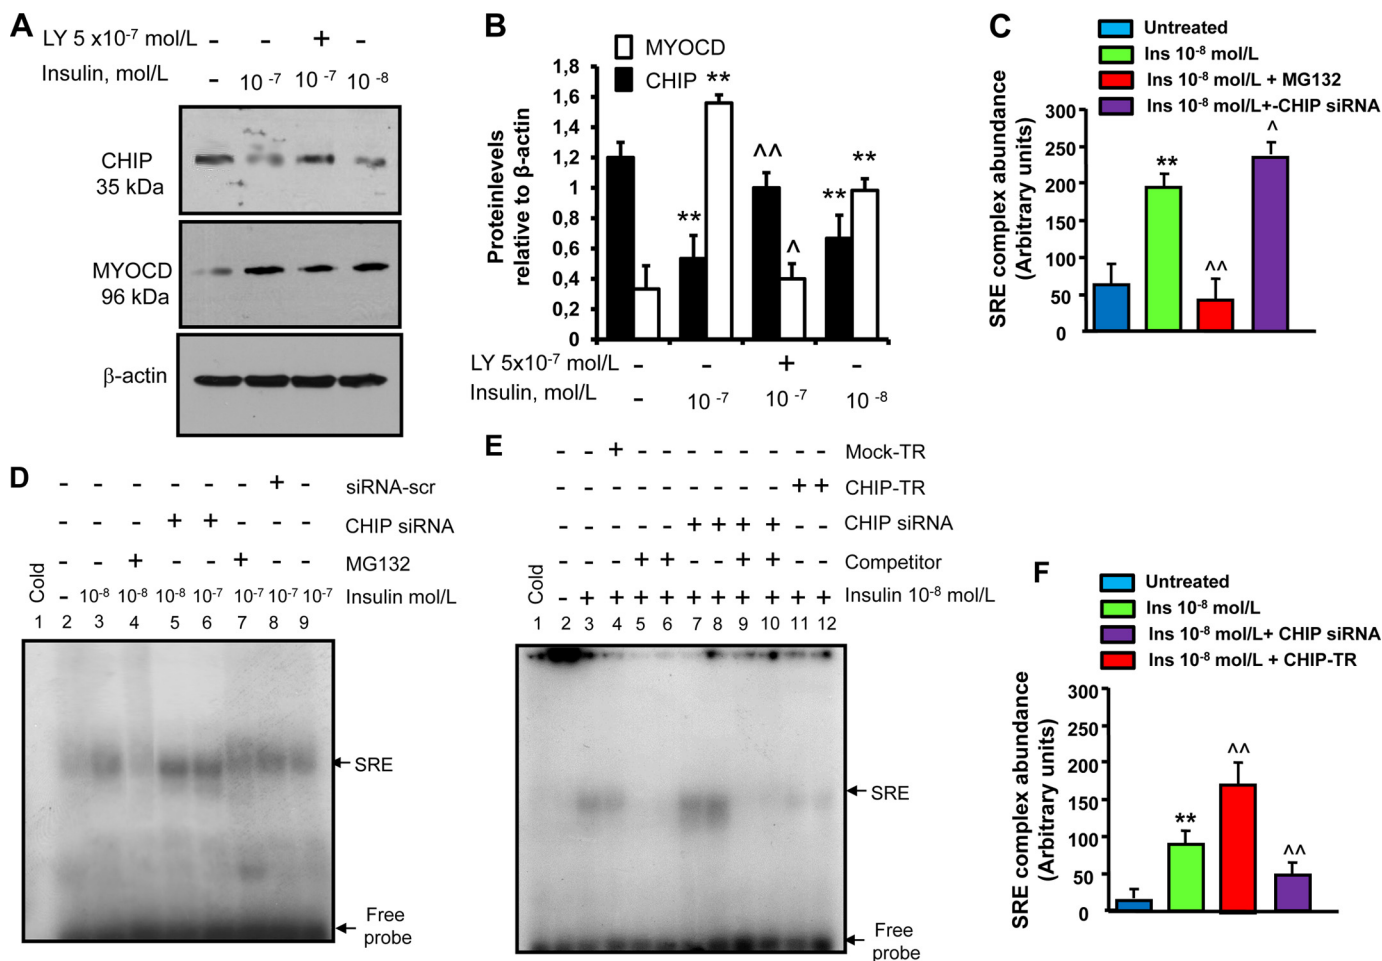 A
LY 5 x10-7 mol/L - - + -
Insulin, mol/L - 10 -7 10 -7 10 -8
CHIP
35 kDa
MYOCD
96 kDa
β-actin
B
MYOCD
CHIP
Proteinlevels
relative to β-actin
1,8
1,6
1,4
1,2
1
0,8
0,6
0,4
0,2
0
** ** ^^ ^ ** **
LY 5x10-7 mol/L - - + -
Insulin, mol/L - 10 -7 10 -7 10 -8
C
Untreated
Ins 10-8 mol/L
Ins 10-8 mol/L + MG132
Ins 10-8 mol/L+-CHIP siRNA
SRE complex abundance
(Arbitrary units)
300
250
200
150
100
50
0
** ^^ ^
D
- - - - - - + - siRNA-scr
- - - + + - - - CHIP siRNA
- - + - - + - - MG132
Cold - 10-8 10-8 10-8 10-7 10-7 10-7 10-7 Insulin mol/L
1 2 3 4 5 6 7 8 9
SRE
Free
probe
E
- - + - - - - - - - - Mock-TR
- - - - - - - - - + + CHIP-TR
- - - - - + + + + - - CHIP siRNA
- - - + + - - + + - - Competitor
Cold - + + + + + + + + + + Insulin 10-8 mol/L
1 2 3 4 5 6 7 8 9 10 11 12
SRE
Free
probe
F
Untreated
Ins 10-8 mol/L
Ins 10-8 mol/L+ CHIP siRNA
Ins 10-8 mol/L + CHIP-TR
SRE complex abundance
(Arbitrary units)
300
250
200
150
100
50
0
** ^^ ^^